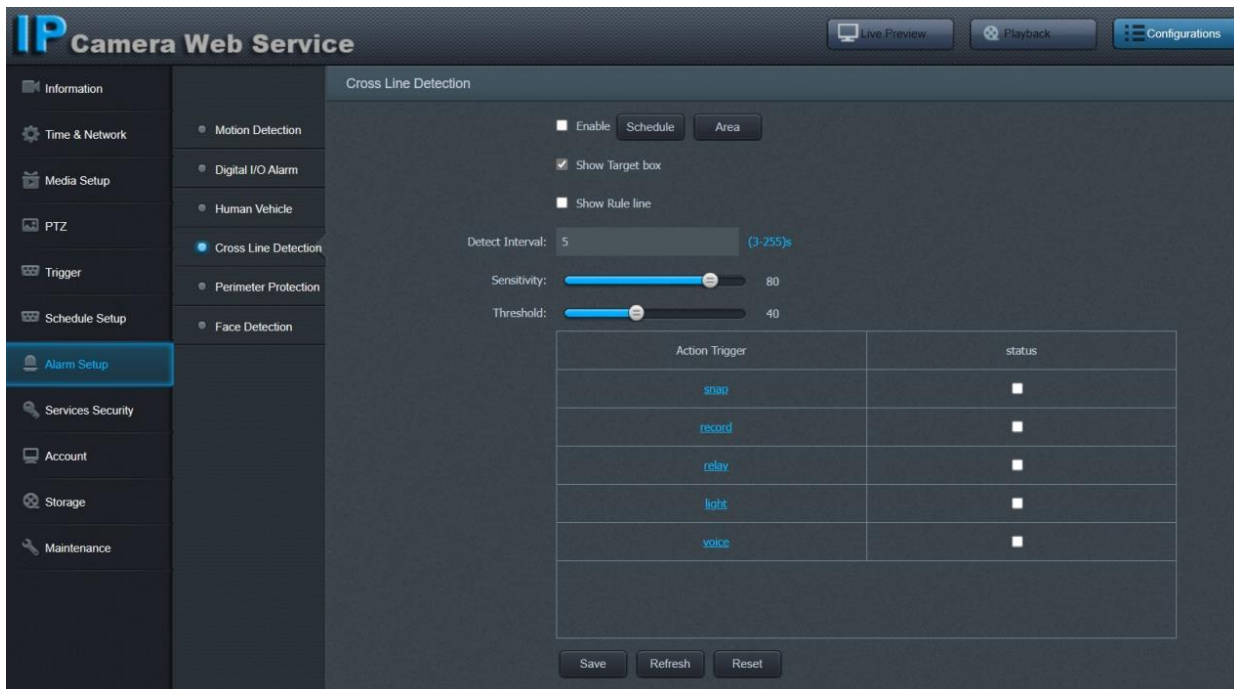 IP Camera Web Service
Live Preview
Playback
Configurations
Information
Time & Network
Media Setup
PTZ
Trigger
Schedule Setup
Alarm Setup
Services Security
Account
Storage
Maintenance
Motion Detection
Digital I/O Alarm
Human Vehicle
Cross Line Detection
Perimeter Protection
Face Detection
Cross Line Detection
Enable Schedule Area
Show Target box
Show Rule line
Detect Interval: 5 (3-255)s
Sensitivity: 80
Threshold: 40
Action Trigger status
snap
record
relay
light
voice
Save Refresh Reset